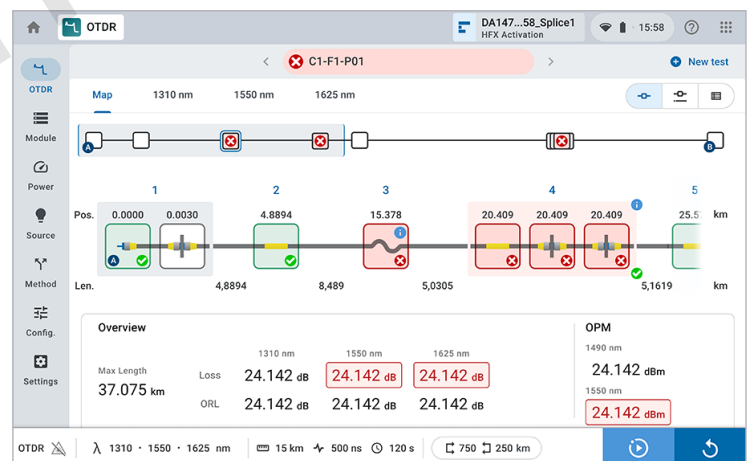 OTDR
DA147...58_Splice1
HFX Activation
15:58
C1-F1-P01
New test
OTDR
Module
Power
Source
Method
Config.
Settings
Map 1310 nm 1550 nm 1625 nm
A B
1 2 3 4 5
Pos. 0.0000 0.0030 4.8894 15.378 20.409 20.409 20.409 km
A
Len. 4,8894 8,489 5,0305 5,1619 km
Overview
1310 nm 1550 nm 1625 nm
Max Length
37.075 km
Loss 24.142 dB 24.142 dB 24.142 dB
ORL 24.142 dB 24.142 dB 24.142 dB
OPM
1490 nm
24.142 dBm
1550 nm
24.142 dBm
OTDR λ 1310 · 1550 · 1625 nm 15 km 500 ns 120 s 750 250 km